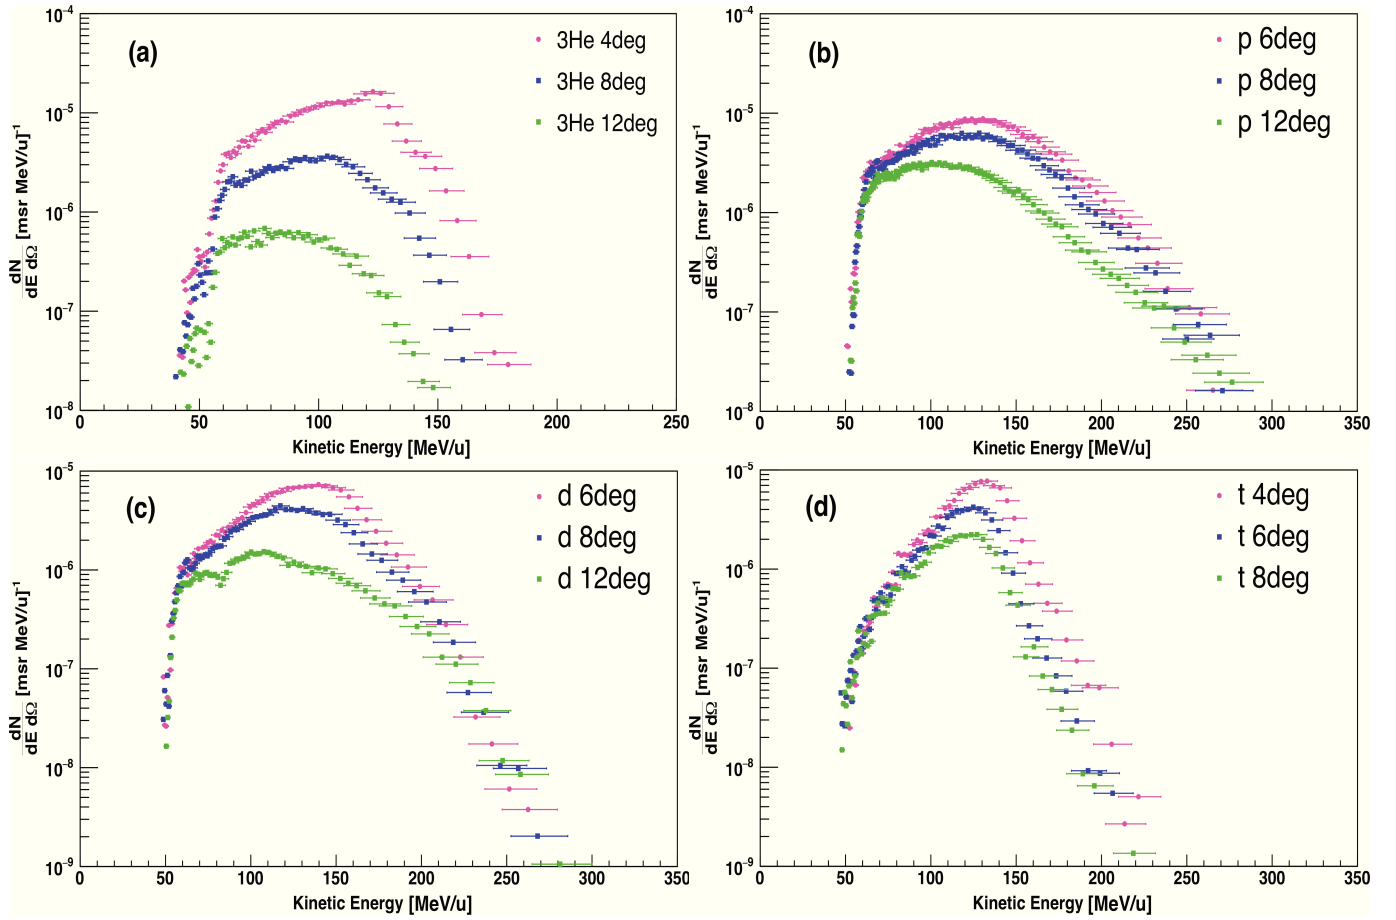 (a)
3He 4deg
3He 8deg
3He 12deg
10⁻⁴
10⁻⁵
10⁻⁶
10⁻⁷
10⁻⁸
dN
dE dΩ
[msr MeV/u]⁻¹
0 50 100 150 200 250
Kinetic Energy [MeV/u]
(b)
p 6deg
p 8deg
p 12deg
10⁻⁴
10⁻⁵
10⁻⁶
10⁻⁷
10⁻⁸
dN
dE dΩ
[msr MeV/u]⁻¹
0 50 100 150 200 250 300 350
Kinetic Energy [MeV/u]
(c)
d 6deg
d 8deg
d 12deg
10⁻⁵
10⁻⁶
10⁻⁷
10⁻⁸
10⁻⁹
dN
dE dΩ
[msr MeV/u]⁻¹
0 50 100 150 200 250 300 350
Kinetic Energy [MeV/u]
(d)
t 4deg
t 6deg
t 8deg
10⁻⁵
10⁻⁶
10⁻⁷
10⁻⁸
10⁻⁹
dN
dE dΩ
[msr MeV/u]⁻¹
0 50 100 150 200 250 300 350
Kinetic Energy [MeV/u]